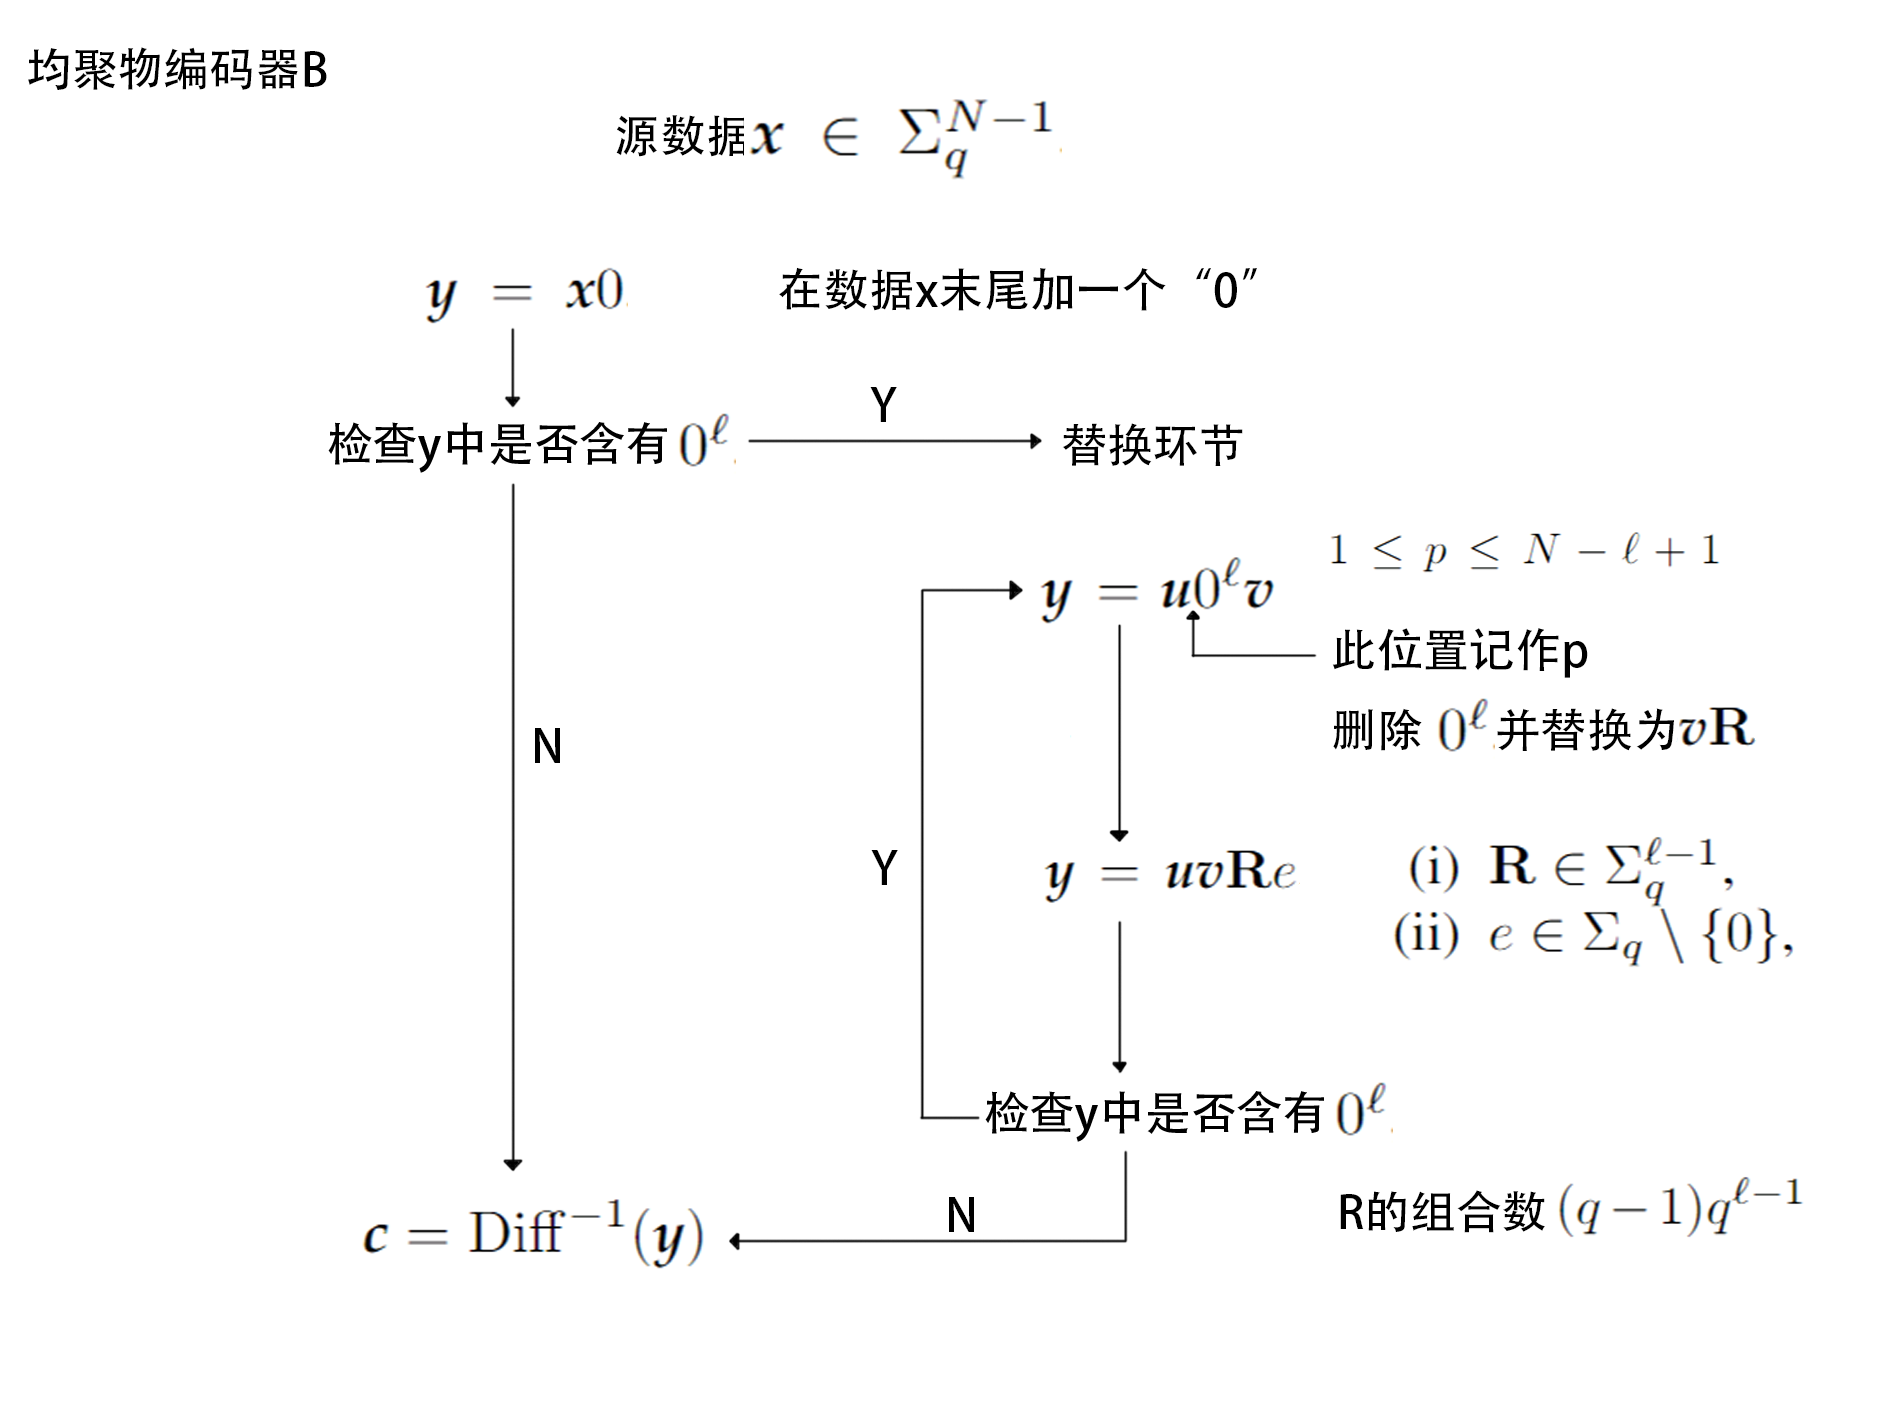 均聚物编码器B
源数据x ∈ Σ_q^{N−1}
y = x0
在数据x末尾加一个“0”
检查y中是否含有 0^ℓ
Y
替换环节
1 ≤ p ≤ N − ℓ + 1
y = u0^ℓv
此位置记作p
删除 0^ℓ 并替换为vR
N
Y
y = uvRe
(i) R ∈ Σ_q^{ℓ−1},
(ii) e ∈ Σ_q \ {0},
检查y中是否含有 0^ℓ
R的组合数 (q − 1)q^{ℓ−1}
N
c = Diff^{−1}(y)